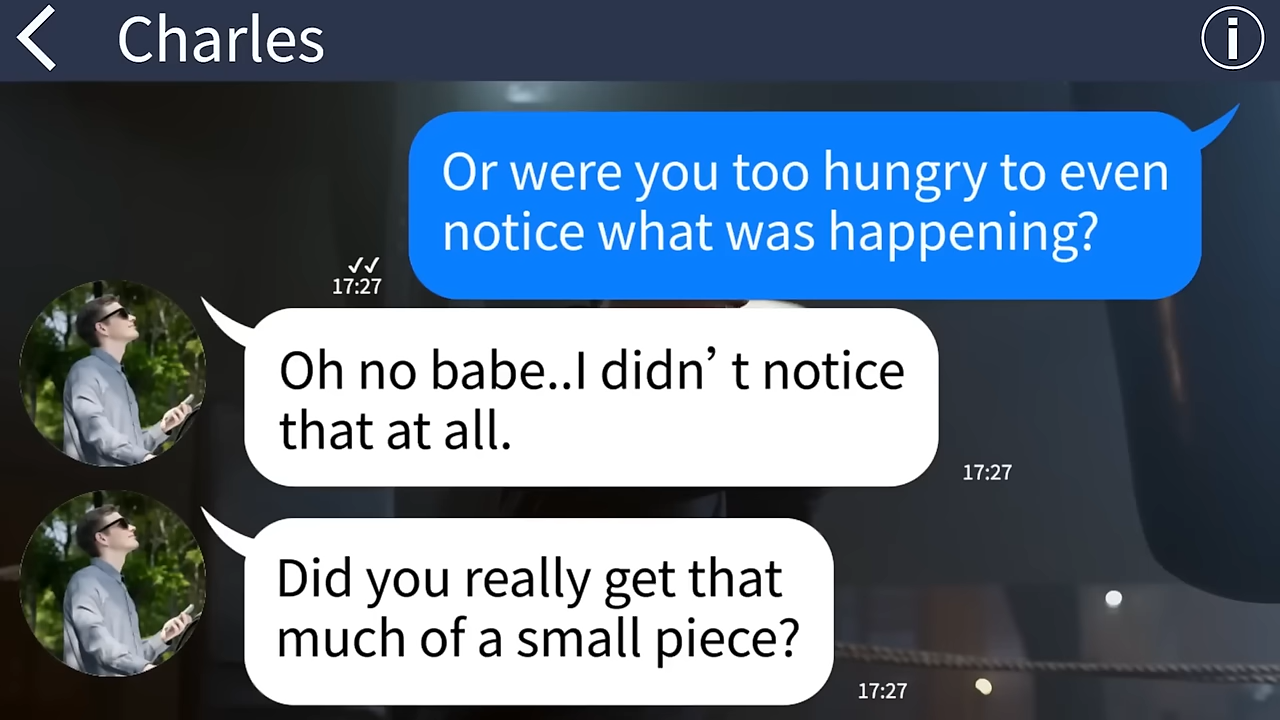 Charles
Or were you too hungry to even
notice what was happening?
17:27
Oh no babe..I didn’ t notice
that at all.
17:27
Did you really get that
much of a small piece?
17:27